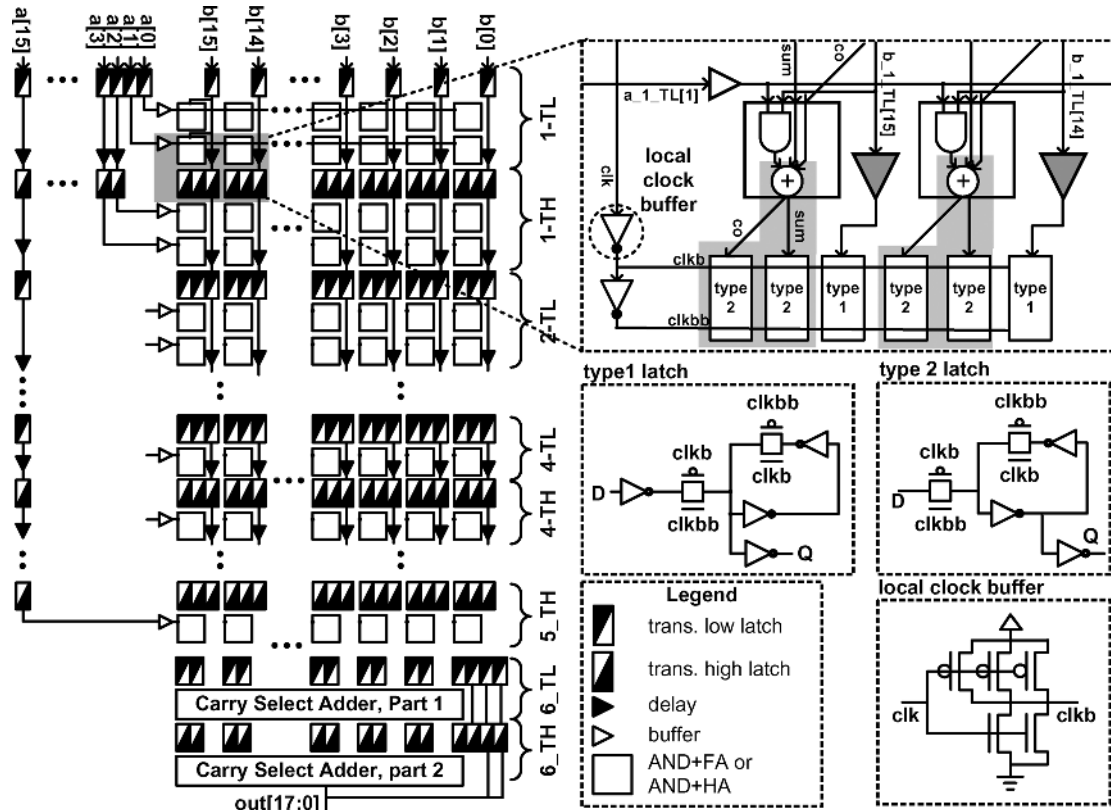 a[15]
a[3]
a[2]
a[1]
a[0]
b[15]
b[14]
b[3]
b[2]
b[1]
b[0]
1-TL
1-TH
2-TL
4-TL
4-TH
5_TH
6_TL
6_TH
Carry Select Adder, Part 1
Carry Select Adder, part 2
out[17:0]
a_1_TL[1]
sum
co
b_1_TL[15]
b_1_TL[14]
local
clock
buffer
clk
+
+
co
sum
clkb
clkbb
type
2
type
2
type
1
type
2
type
2
type
1
type1 latch
clkbb
clkb
clkb
D
clkbb
Q
type 2 latch
clkbb
clkb
clkb
D
clkbb
Q
Legend
trans. low latch
trans. high latch
delay
buffer
AND+FA or
AND+HA
local clock buffer
clk
clkb